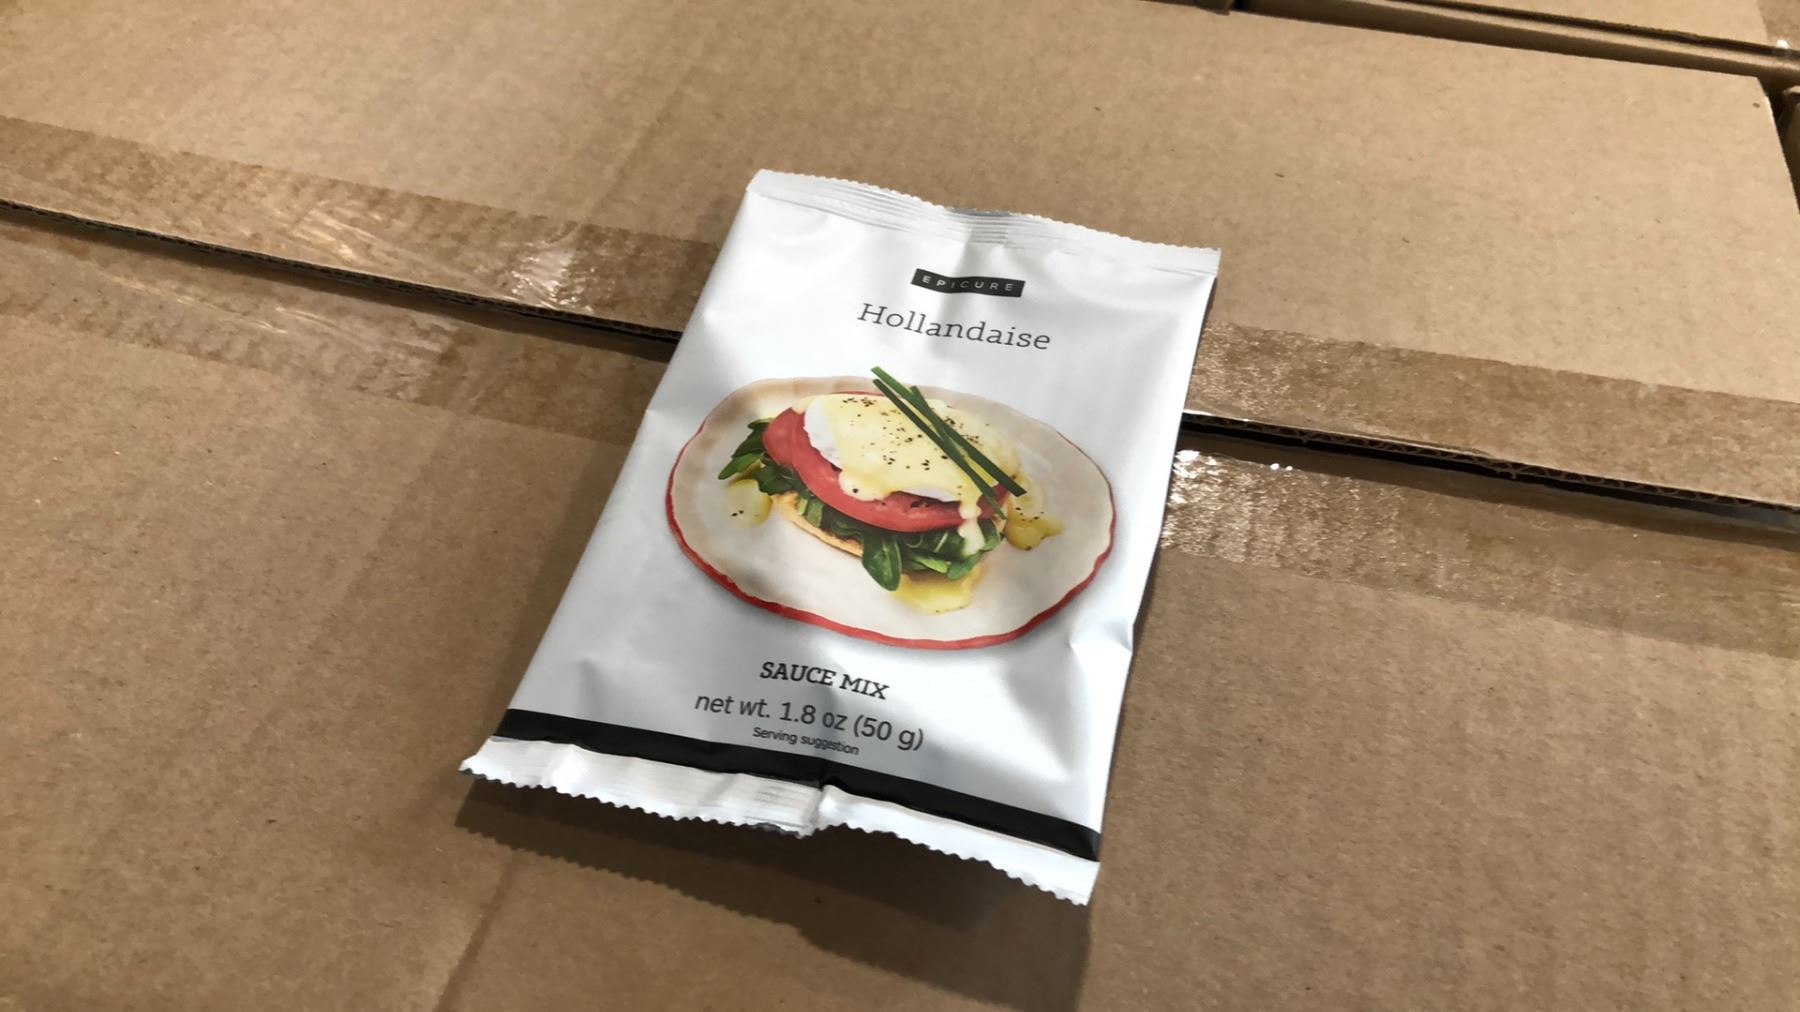 EPICURE
Hollandaise
SAUCE MIX
net wt. 1.8 oz (50 g)
Serving suggestion